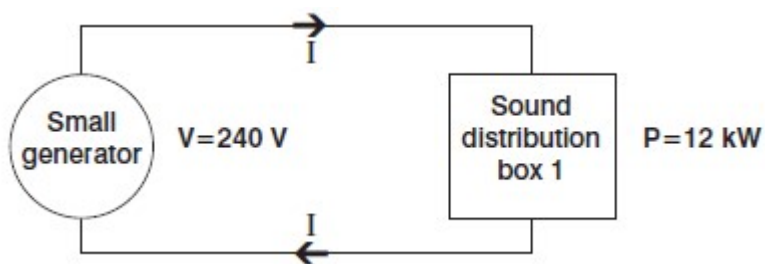 I
Small
generator
V=240 V
Sound
distribution
box 1
P=12 kW
I